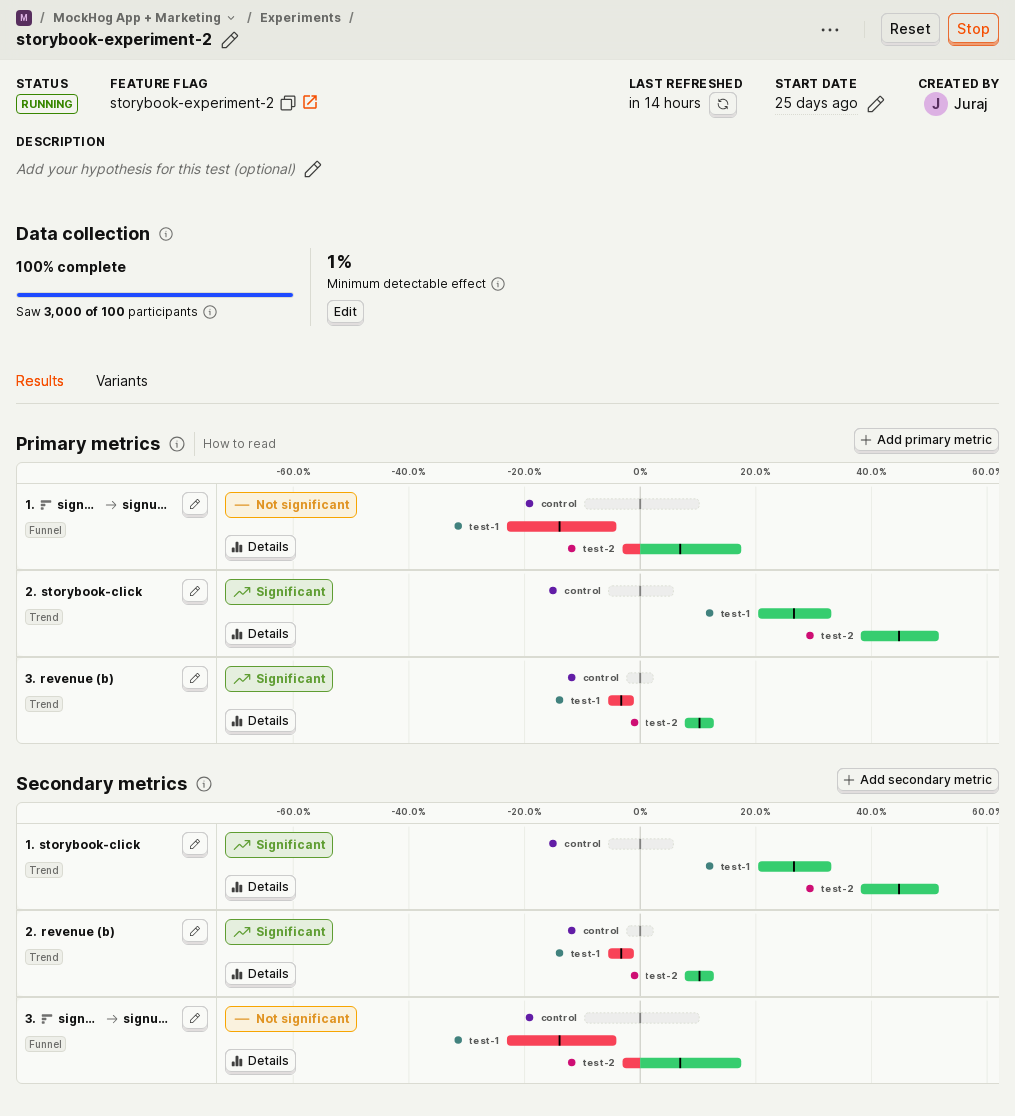 M / MockHog App + Marketing / Experiments /
storybook-experiment-2
Reset
Stop
STATUS
RUNNING
FEATURE FLAG
storybook-experiment-2
LAST REFRESHED
in 14 hours
START DATE
25 days ago
CREATED BY
J Juraj
DESCRIPTION
Add your hypothesis for this test (optional)
Data collection
100% complete
Saw 3,000 of 100 participants
1%
Minimum detectable effect
Edit
Results
Variants
Primary metrics
How to read
Add primary metric
-60.0% -40.0% -20.0% 0% 20.0% 40.0% 60.0%
1. sign... → signu...
Funnel
Not significant
Details
control
test-1
test-2
2. storybook-click
Trend
Significant
Details
control
test-1
test-2
3. revenue (b)
Trend
Significant
Details
control
test-1
test-2
Secondary metrics
Add secondary metric
-60.0% -40.0% -20.0% 0% 20.0% 40.0% 60.0%
1. storybook-click
Trend
Significant
Details
control
test-1
test-2
2. revenue (b)
Trend
Significant
Details
control
test-1
test-2
3. sign... → signu...
Funnel
Not significant
Details
control
test-1
test-2